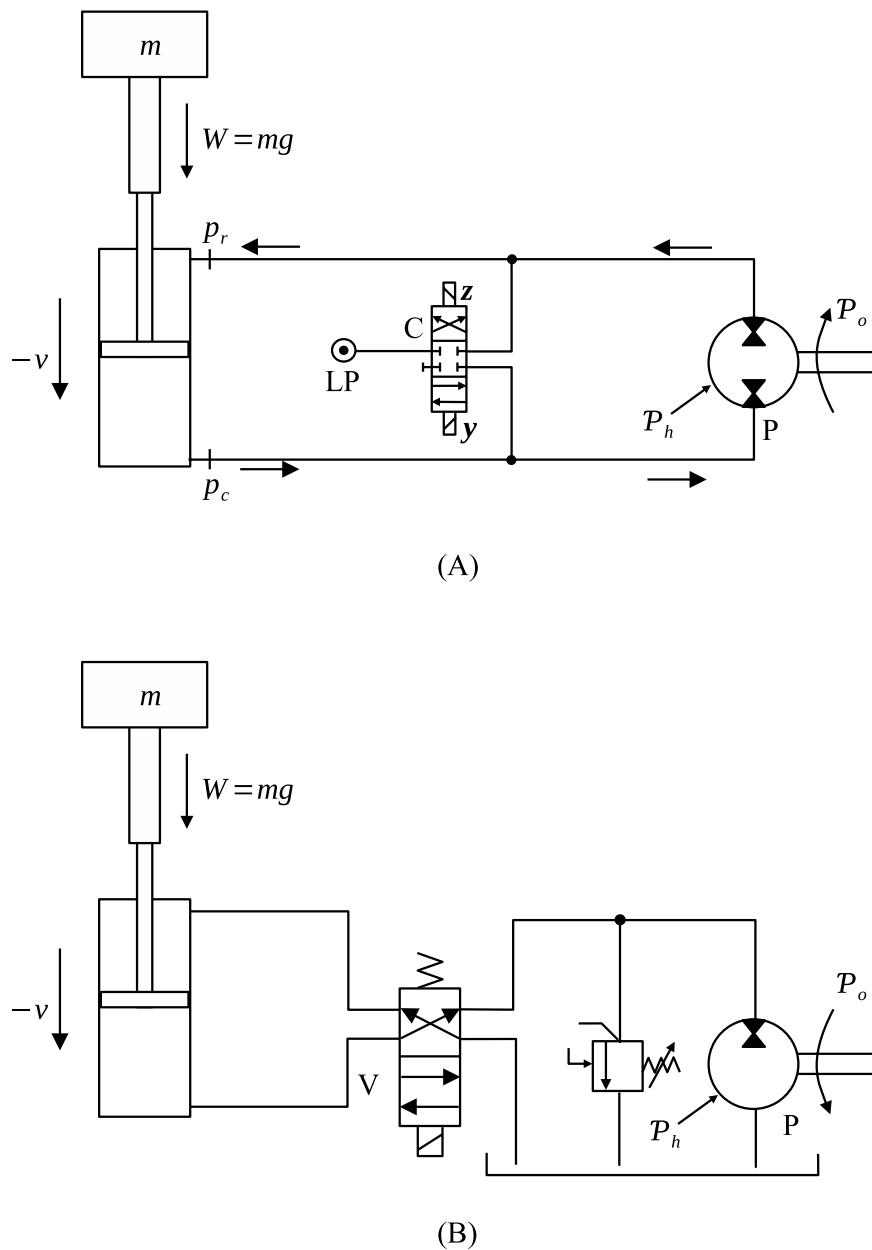 m
W = mg
p_r
z
C
𝒫_o
−v
LP
𝒫_h
P
y
p_c
(A)
m
W = mg
−v
𝒫_o
V
𝒫_h
P
(B)